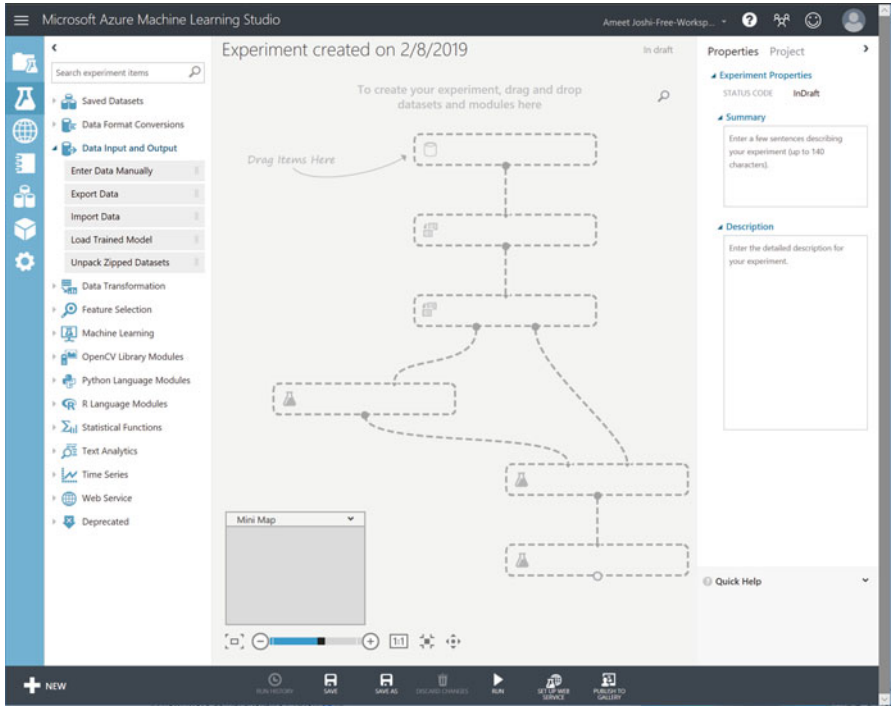 Microsoft Azure Machine Learning Studio
Ameet Joshi-Free-Worksp...
Search experiment items
Saved Datasets
Data Format Conversions
Data Input and Output
Enter Data Manually
Export Data
Import Data
Load Trained Model
Unpack Zipped Datasets
Data Transformation
Feature Selection
Machine Learning
OpenCV Library Modules
Python Language Modules
R Language Modules
Statistical Functions
Text Analytics
Time Series
Web Service
Deprecated
Experiment created on 2/8/2019
In draft
To create your experiment, drag and drop
datasets and modules here
Drag Items Here
Mini Map
1:1
Properties Project
Experiment Properties
STATUS CODE InDraft
Summary
Enter a few sentences describing
your experiment (up to 140
characters).
Description
Enter the detailed description for
your experiment.
Quick Help
NEW
RUN HISTORY
SAVE
SAVE AS
DISCARD CHANGES
RUN
SET UP WEB
SERVICE
PUBLISH TO
GALLERY